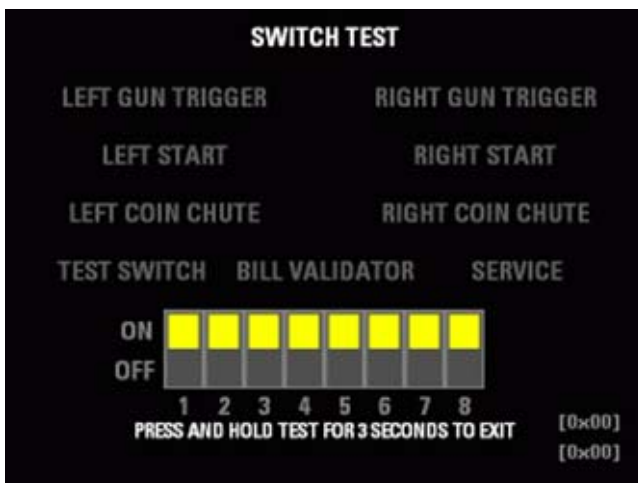 SWITCH TEST
LEFT GUN TRIGGER RIGHT GUN TRIGGER
LEFT START RIGHT START
LEFT COIN CHUTE RIGHT COIN CHUTE
TEST SWITCH BILL VALIDATOR SERVICE
ON
OFF
1 2 3 4 5 6 7 8
PRESS AND HOLD TEST FOR 3 SECONDS TO EXIT
[0x00]
[0x00]